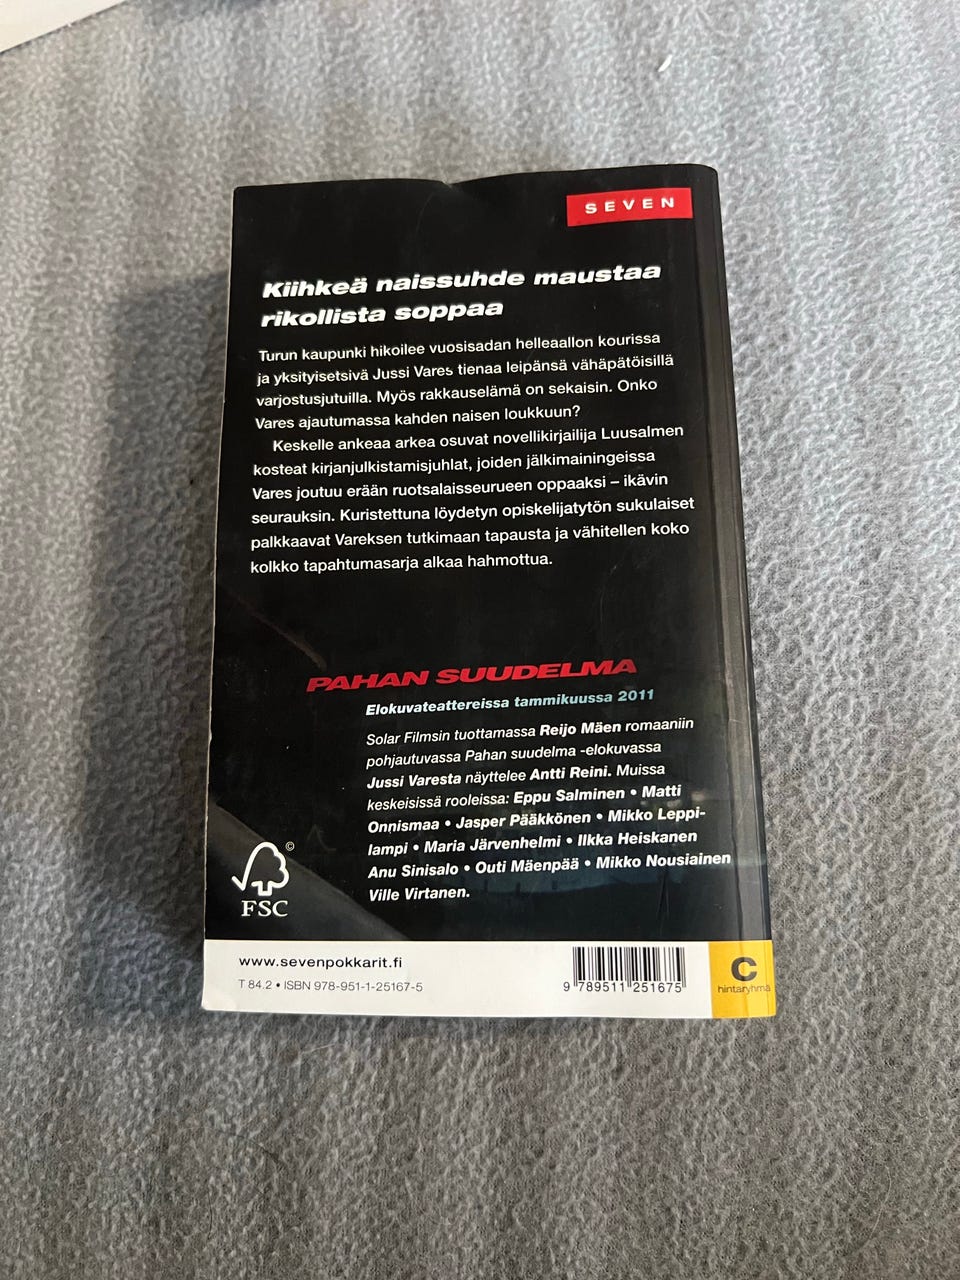 SEVEN
Kiihkeä naissuhde maustaa
rikollista soppaa
Turun kaupunki hikoilee vuosisadan helleaallon kourissa
ja yksityisetsivä Jussi Vares tienaa leipänsä vähäpätöisillä
varjostusjutuilla. Myös rakkauselämä on sekaisin. Onko
Vares ajautumassa kahden naisen loukkuun?
Keskelle ankeaa arkea osuvat novellikirjailija Luusalmen
kosteat kirjanjulkistamisjuhlat, joiden jälkimainingeissa
Vares joutuu erään ruotsalaisseurueen oppaaksi – ikävin
seurauksin. Kuristettuna löydetyn opiskelijatytön sukulaiset
palkkaavat Vareksen tutkimaan tapausta ja vähitellen koko
kolkko tapahtumasarja alkaa hahmottua.
PAHAN SUUDELMA
Elokuvateattereissa tammikuussa 2011
Solar Filmsin tuottamassa Reijo Mäen romaaniin
pohjautuvassa Pahan suudelma -elokuvassa
Jussi Varesta näyttelee Antti Reini. Muissa
keskeisissä rooleissa: Eppu Salminen • Matti
Onnismaa • Jasper Pääkkönen • Mikko Leppi-
lampi • Maria Järvenhelmi • Ilkka Heiskanen
Anu Sinisalo • Outi Mäenpää • Mikko Nousiainen
Ville Virtanen.
©
FSC
www.sevenpokkarit.fi
T 84.2 • ISBN 978-951-1-25167-5
9 789511 251675
C
hintaryhmä